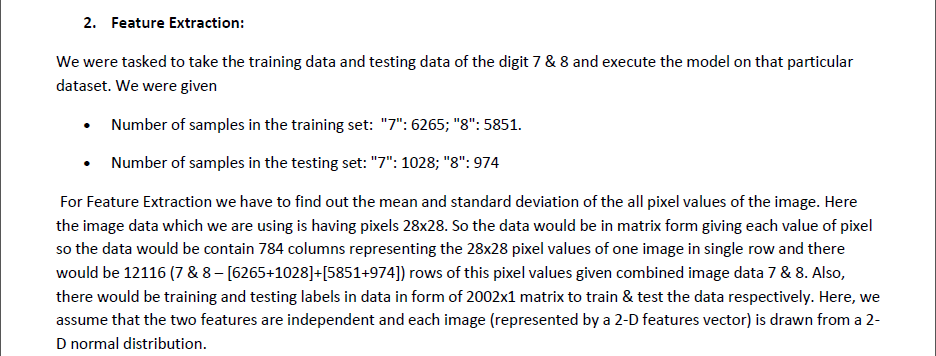 2. Feature Extraction:
We were tasked to take the training data and testing data of the digit 7 & 8 and execute the model on that particular
dataset. We were given
• Number of samples in the training set: "7": 6265; "8": 5851.
• Number of samples in the testing set: "7": 1028; "8": 974
For Feature Extraction we have to find out the mean and standard deviation of the all pixel values of the image. Here
the image data which we are using is having pixels 28x28. So the data would be in matrix form giving each value of pixel
so the data would be contain 784 columns representing the 28x28 pixel values of one image in single row and there
would be 12116 (7 & 8 – [6265+1028]+[5851+974]) rows of this pixel values given combined image data 7 & 8. Also,
there would be training and testing labels in data in form of 2002x1 matrix to train & test the data respectively. Here, we
assume that the two features are independent and each image (represented by a 2-D features vector) is drawn from a 2-
D normal distribution.